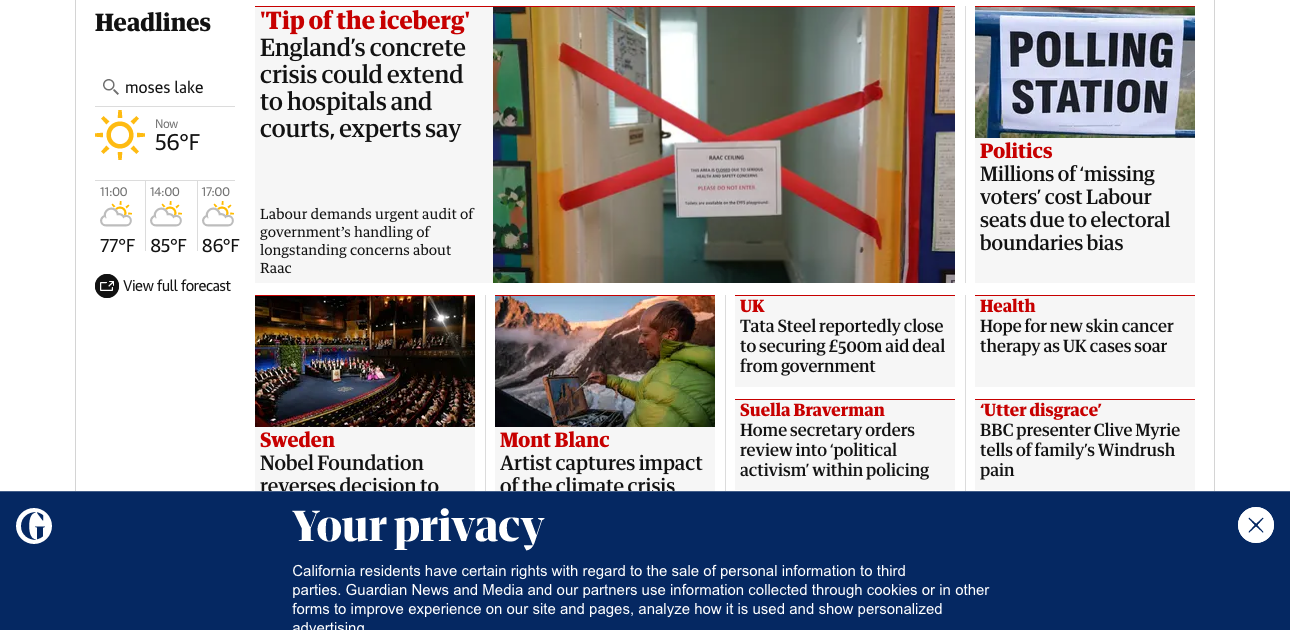 Headlines
moses lake
Now
56°F
11:00
14:00
17:00
77°F
85°F
86°F
View full forecast
'Tip of the iceberg'
England’s concrete
crisis could extend
to hospitals and
courts, experts say
Labour demands urgent audit of
government’s handling of
longstanding concerns about
Raac
RAAC CEILING
THIS AREA IS CLOSED DUE TO SERIOUS
HEALTH AND SAFETY CONCERNS
PLEASE DO NOT ENTER.
Toilets are available on the EYFS playground.
POLLING
STATION
Politics
Millions of ‘missing
voters’ cost Labour
seats due to electoral
boundaries bias
Sweden
Nobel Foundation
reverses decision to
Mont Blanc
Artist captures impact
of the climate crisis
UK
Tata Steel reportedly close
to securing £500m aid deal
from government
Health
Hope for new skin cancer
therapy as UK cases soar
Suella Braverman
Home secretary orders
review into ‘political
activism’ within policing
‘Utter disgrace’
BBC presenter Clive Myrie
tells of family’s Windrush
pain
G
Your privacy
California residents have certain rights with regard to the sale of personal information to third
parties. Guardian News and Media and our partners use information collected through cookies or in other
forms to improve experience on our site and pages, analyze how it is used and show personalized
advertising.